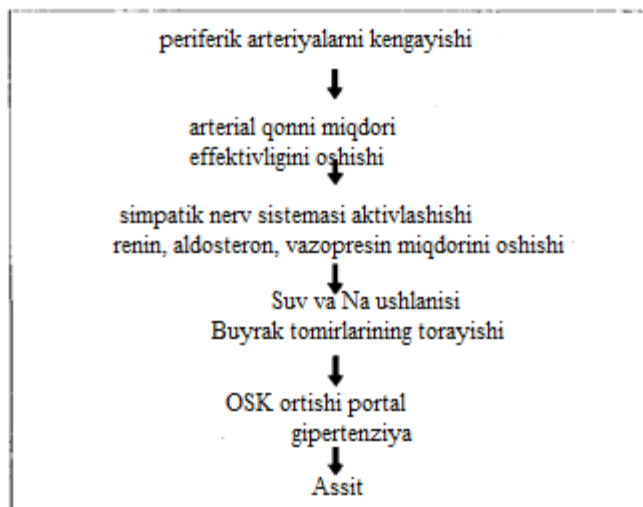 periferik arteriyalarni kengayishi
arterial qonni miqdori
effektivligini oshishi
simpatik nerv sistemasi aktivlashishi
renin, aldosteron, vazopresin miqdorini oshishi
Suv va Na ushlanisi
Buyrak tomirlarining torayishi
OSK ortishi portal
gipertenziya
Assit